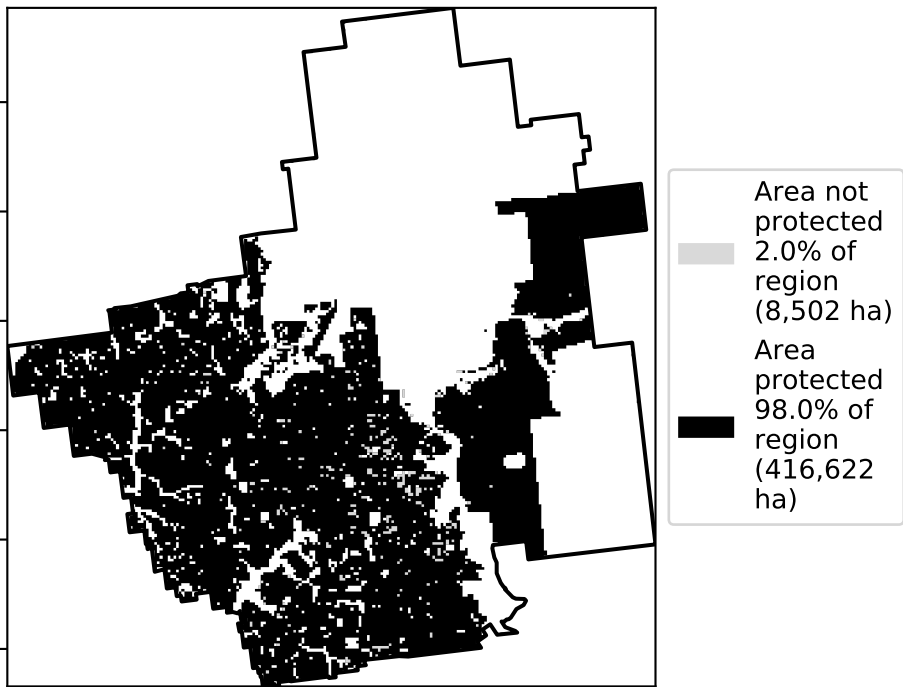 Area not
protected
2.0% of
region
(8,502 ha)
Area
protected
98.0% of
region
(416,622
ha)